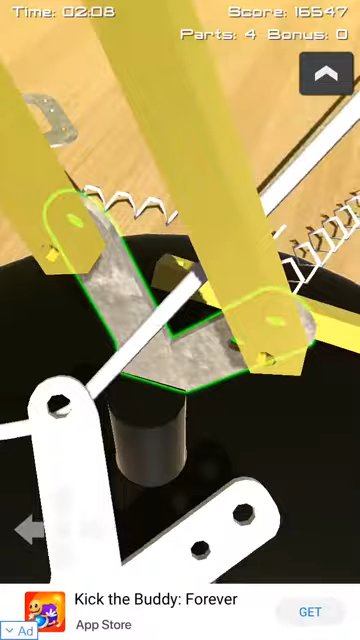 Time: 02:08 Score: 16547
Parts: 4 Bonus: 0
Kick the Buddy: Forever
App Store
GET
Ad